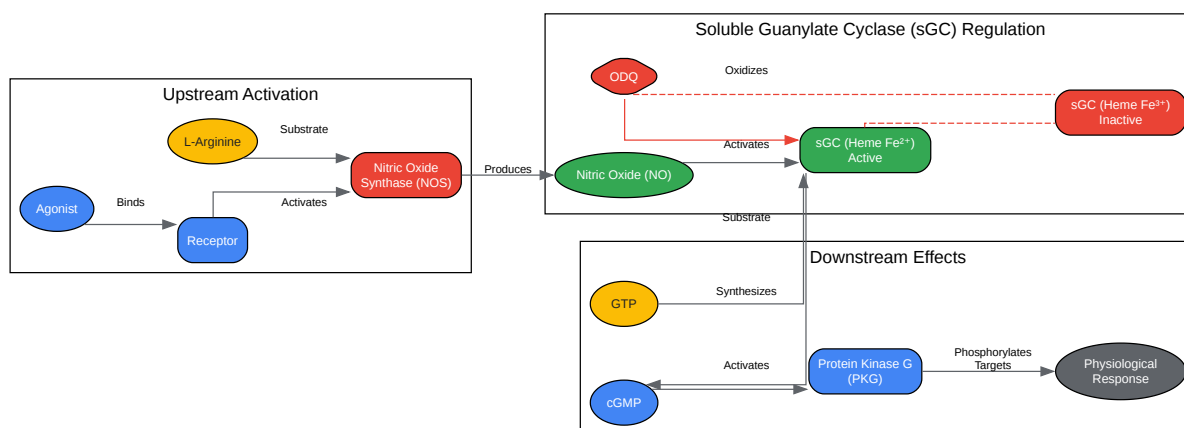 Soluble Guanylate Cyclase (sGC) Regulation
ODQ
Oxidizes
sGC (Heme Fe³⁺)
Inactive
Upstream Activation
L-Arginine
Substrate
Nitric Oxide
Synthase (NOS)
Produces
Nitric Oxide (NO)
Activates
sGC (Heme Fe²⁺)
Active
Agonist
Binds
Receptor
Activates
Substrate
Downstream Effects
GTP
Synthesizes
cGMP
Activates
Protein Kinase G
(PKG)
Phosphorylates
Targets
Physiological
Response